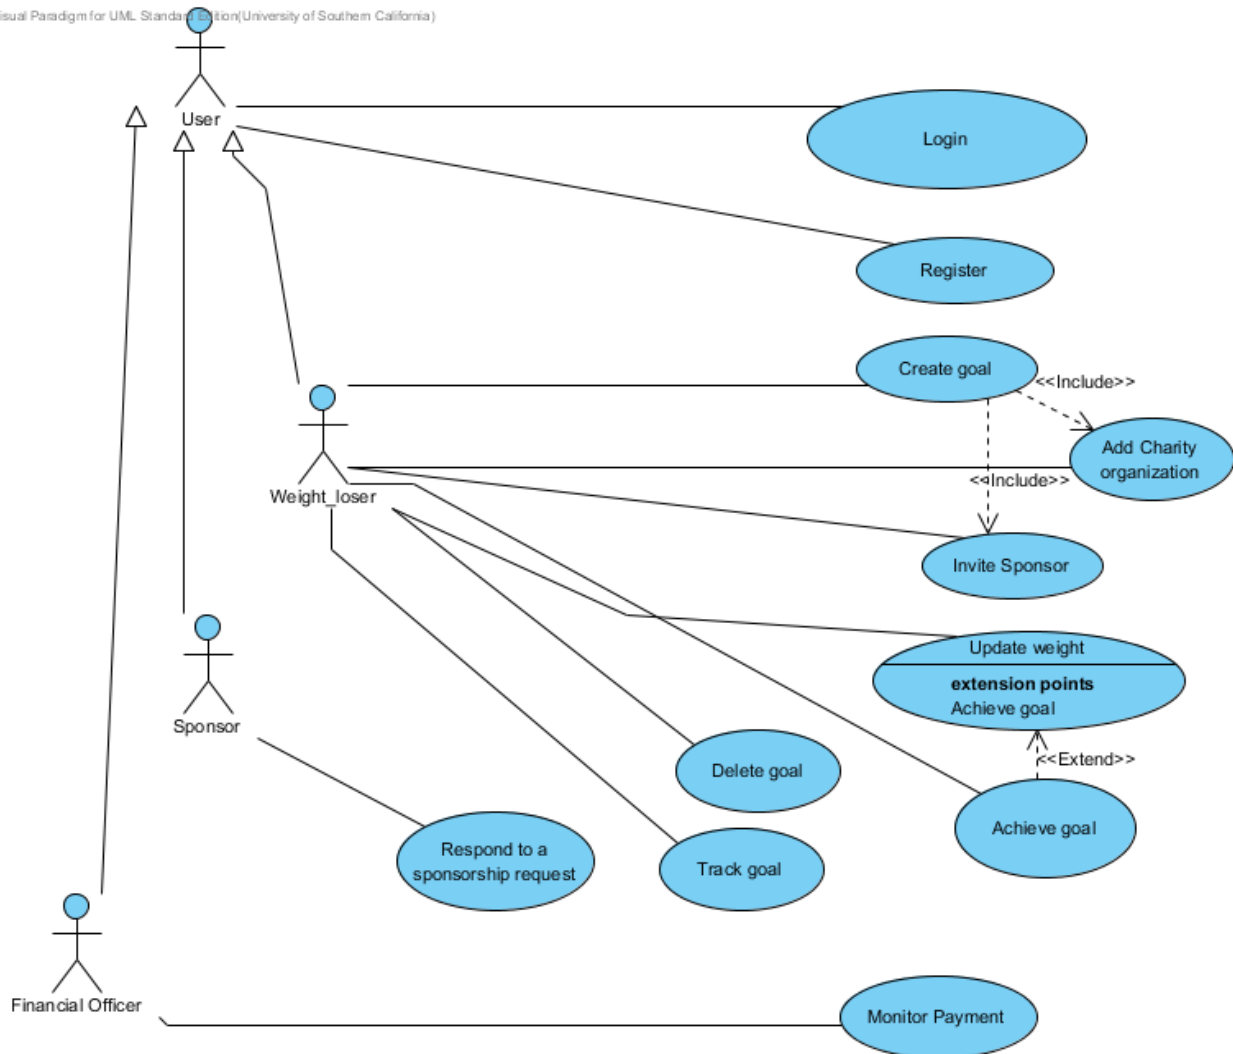 isual Paradigm for UML Standard Edition(University of Southern California)
User
Login
Register
Create goal
<<Include>>
Add Charity
organization
<<Include>>
Weight_loser
Invite Sponsor
Update weight
extension points
Achieve goal
Sponsor
<<Extend>>
Delete goal
Achieve goal
Respond to a
sponsorship request
Track goal
Financial Officer
Monitor Payment